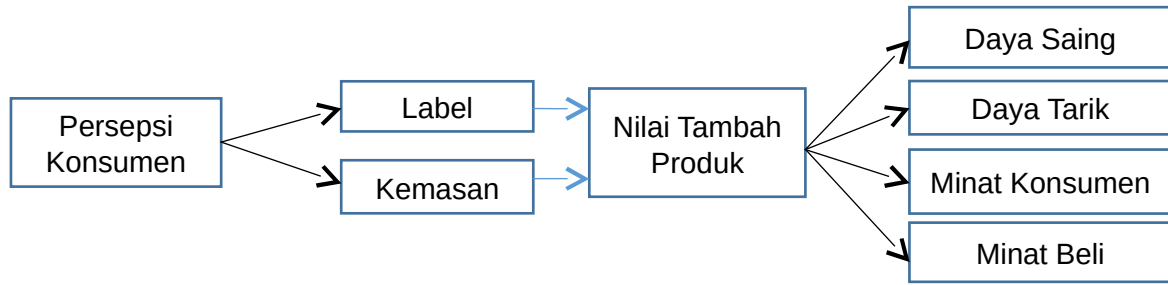 Persepsi
Konsumen
Label
Kemasan
Nilai Tambah
Produk
Daya Saing
Daya Tarik
Minat Konsumen
Minat Beli